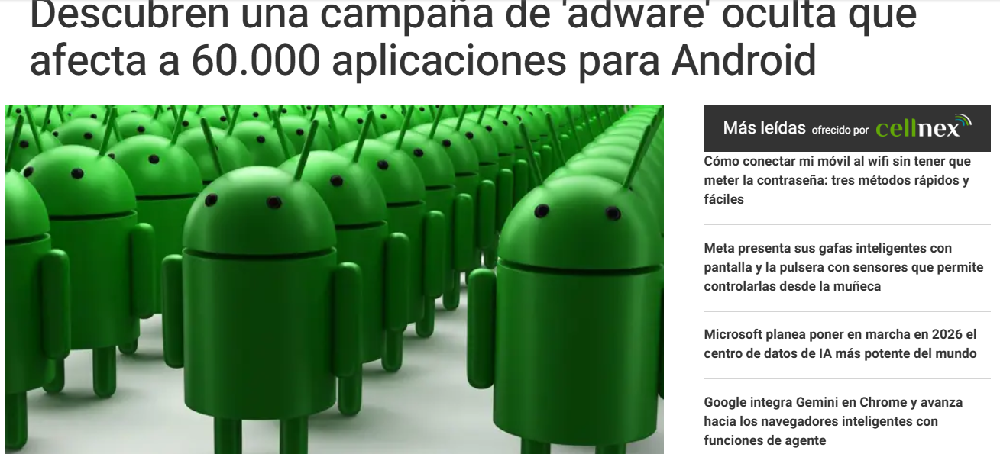 Descubren una campaña de 'adware' oculta que
afecta a 60.000 aplicaciones para Android
Más leídas ofrecido por cellnex
Cómo conectar mi móvil al wifi sin tener que
meter la contraseña: tres métodos rápidos y
fáciles
Meta presenta sus gafas inteligentes con
pantalla y la pulsera con sensores que permite
controlarlas desde la muñeca
Microsoft planea poner en marcha en 2026 el
centro de datos de IA más potente del mundo
Google integra Gemini en Chrome y avanza
hacia los navegadores inteligentes con
funciones de agente